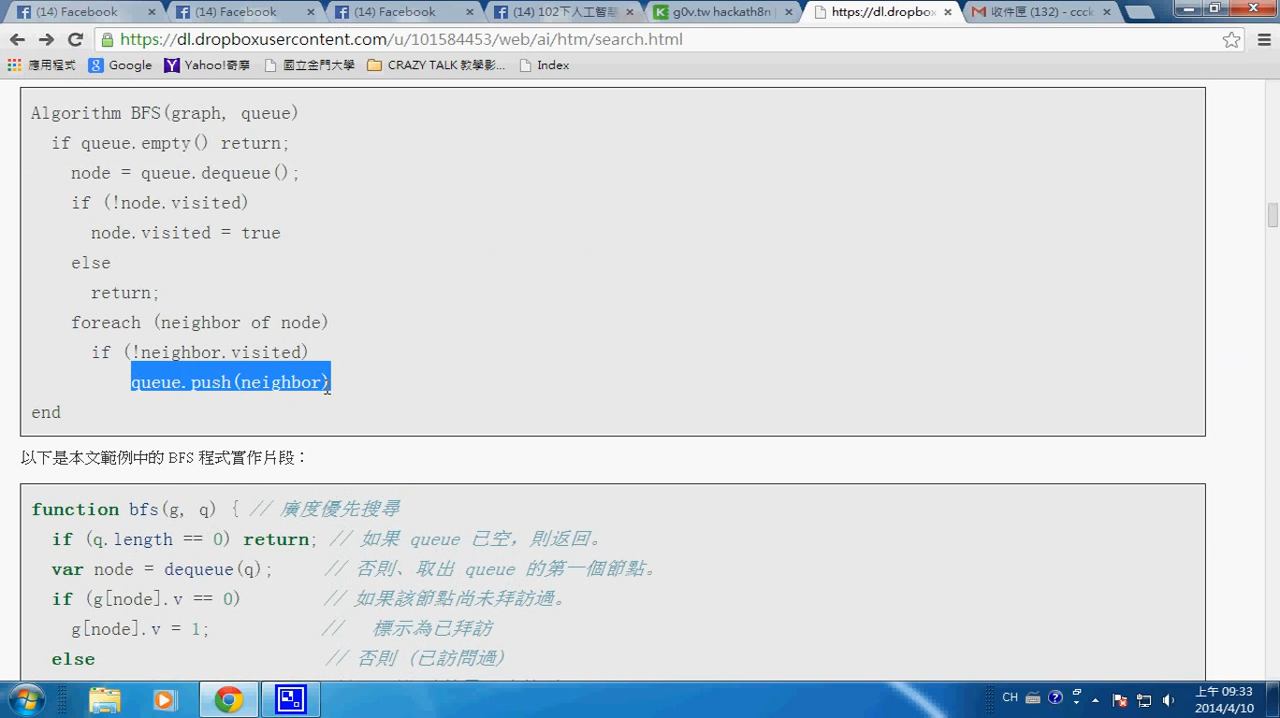 (14) Facebook
(14) Facebook
(14) Facebook
(14) 102下人工智慧
g0v.tw hackath8n |
https://dl.dropbox
收件匣 (132) - ccck
https://dl.dropboxusercontent.com/u/101584453/web/ai/htm/search.html
應用程式
Google
Yahoo!奇摩
國立金門大學
CRAZY TALK 教學影...
Index
Algorithm BFS(graph, queue)
if queue.empty() return;
node = queue.dequeue();
if (!node.visited)
node.visited = true
else
return;
foreach (neighbor of node)
if (!neighbor.visited)
queue.push(neighbor)
end
以下是本文範例中的 BFS 程式實作片段：
function bfs(g, q) { // 廣度優先搜尋
if (q.length == 0) return; // 如果 queue 已空，則返回。
var node = dequeue(q); // 否則、取出 queue 的第一個節點。
if (g[node].v == 0) // 如果該節點尚未拜訪過。
g[node].v = 1; // 標示為已拜訪
else // 否則 (已訪問過)
CH
上午 09:33
2014/4/10